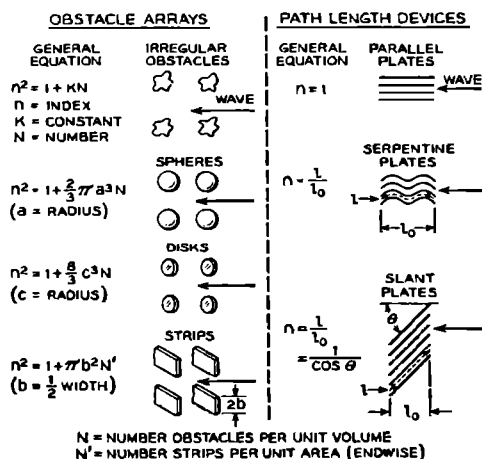 OBSTACLE ARRAYS
GENERAL EQUATION
IRREGULAR OBSTACLES
n² = 1 + KN
n = INDEX
K = CONSTANT
N = NUMBER
WAVE
SPHERES
n² = 1 + 2/3 π a³ N
(a = RADIUS)
DISKS
n² = 1 + 8/3 c³ N
(c = RADIUS)
STRIPS
n² = 1 + π b² N'
(b = 1/2 WIDTH)
2b
PATH LENGTH DEVICES
GENERAL EQUATION
PARALLEL PLATES
n = 1
WAVE
SERPENTINE PLATES
n = l/l₀
l
l₀
SLANT PLATES
θ
n = l/l₀
= 1/COS θ
l
l₀
N = NUMBER OBSTACLES PER UNIT VOLUME
N' = NUMBER STRIPS PER UNIT AREA (ENDWISE)